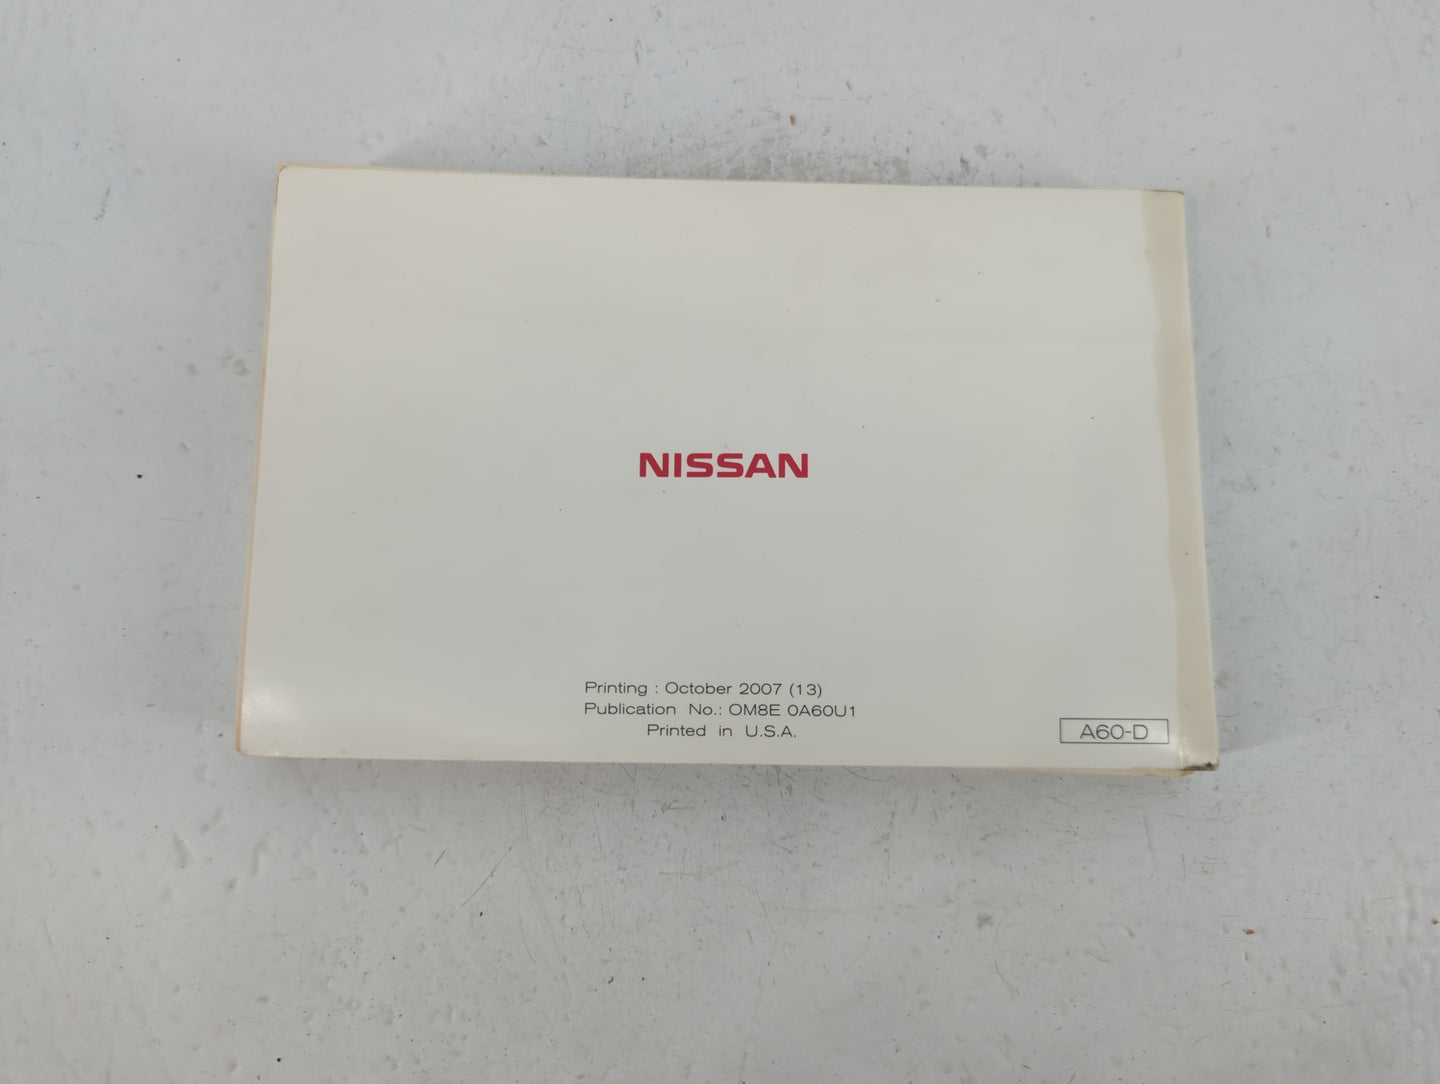 NISSAN
Printing : October 2007 (13)
Publication No.: OM8E 0A60U1
Printed in U.S.A.
A60-D